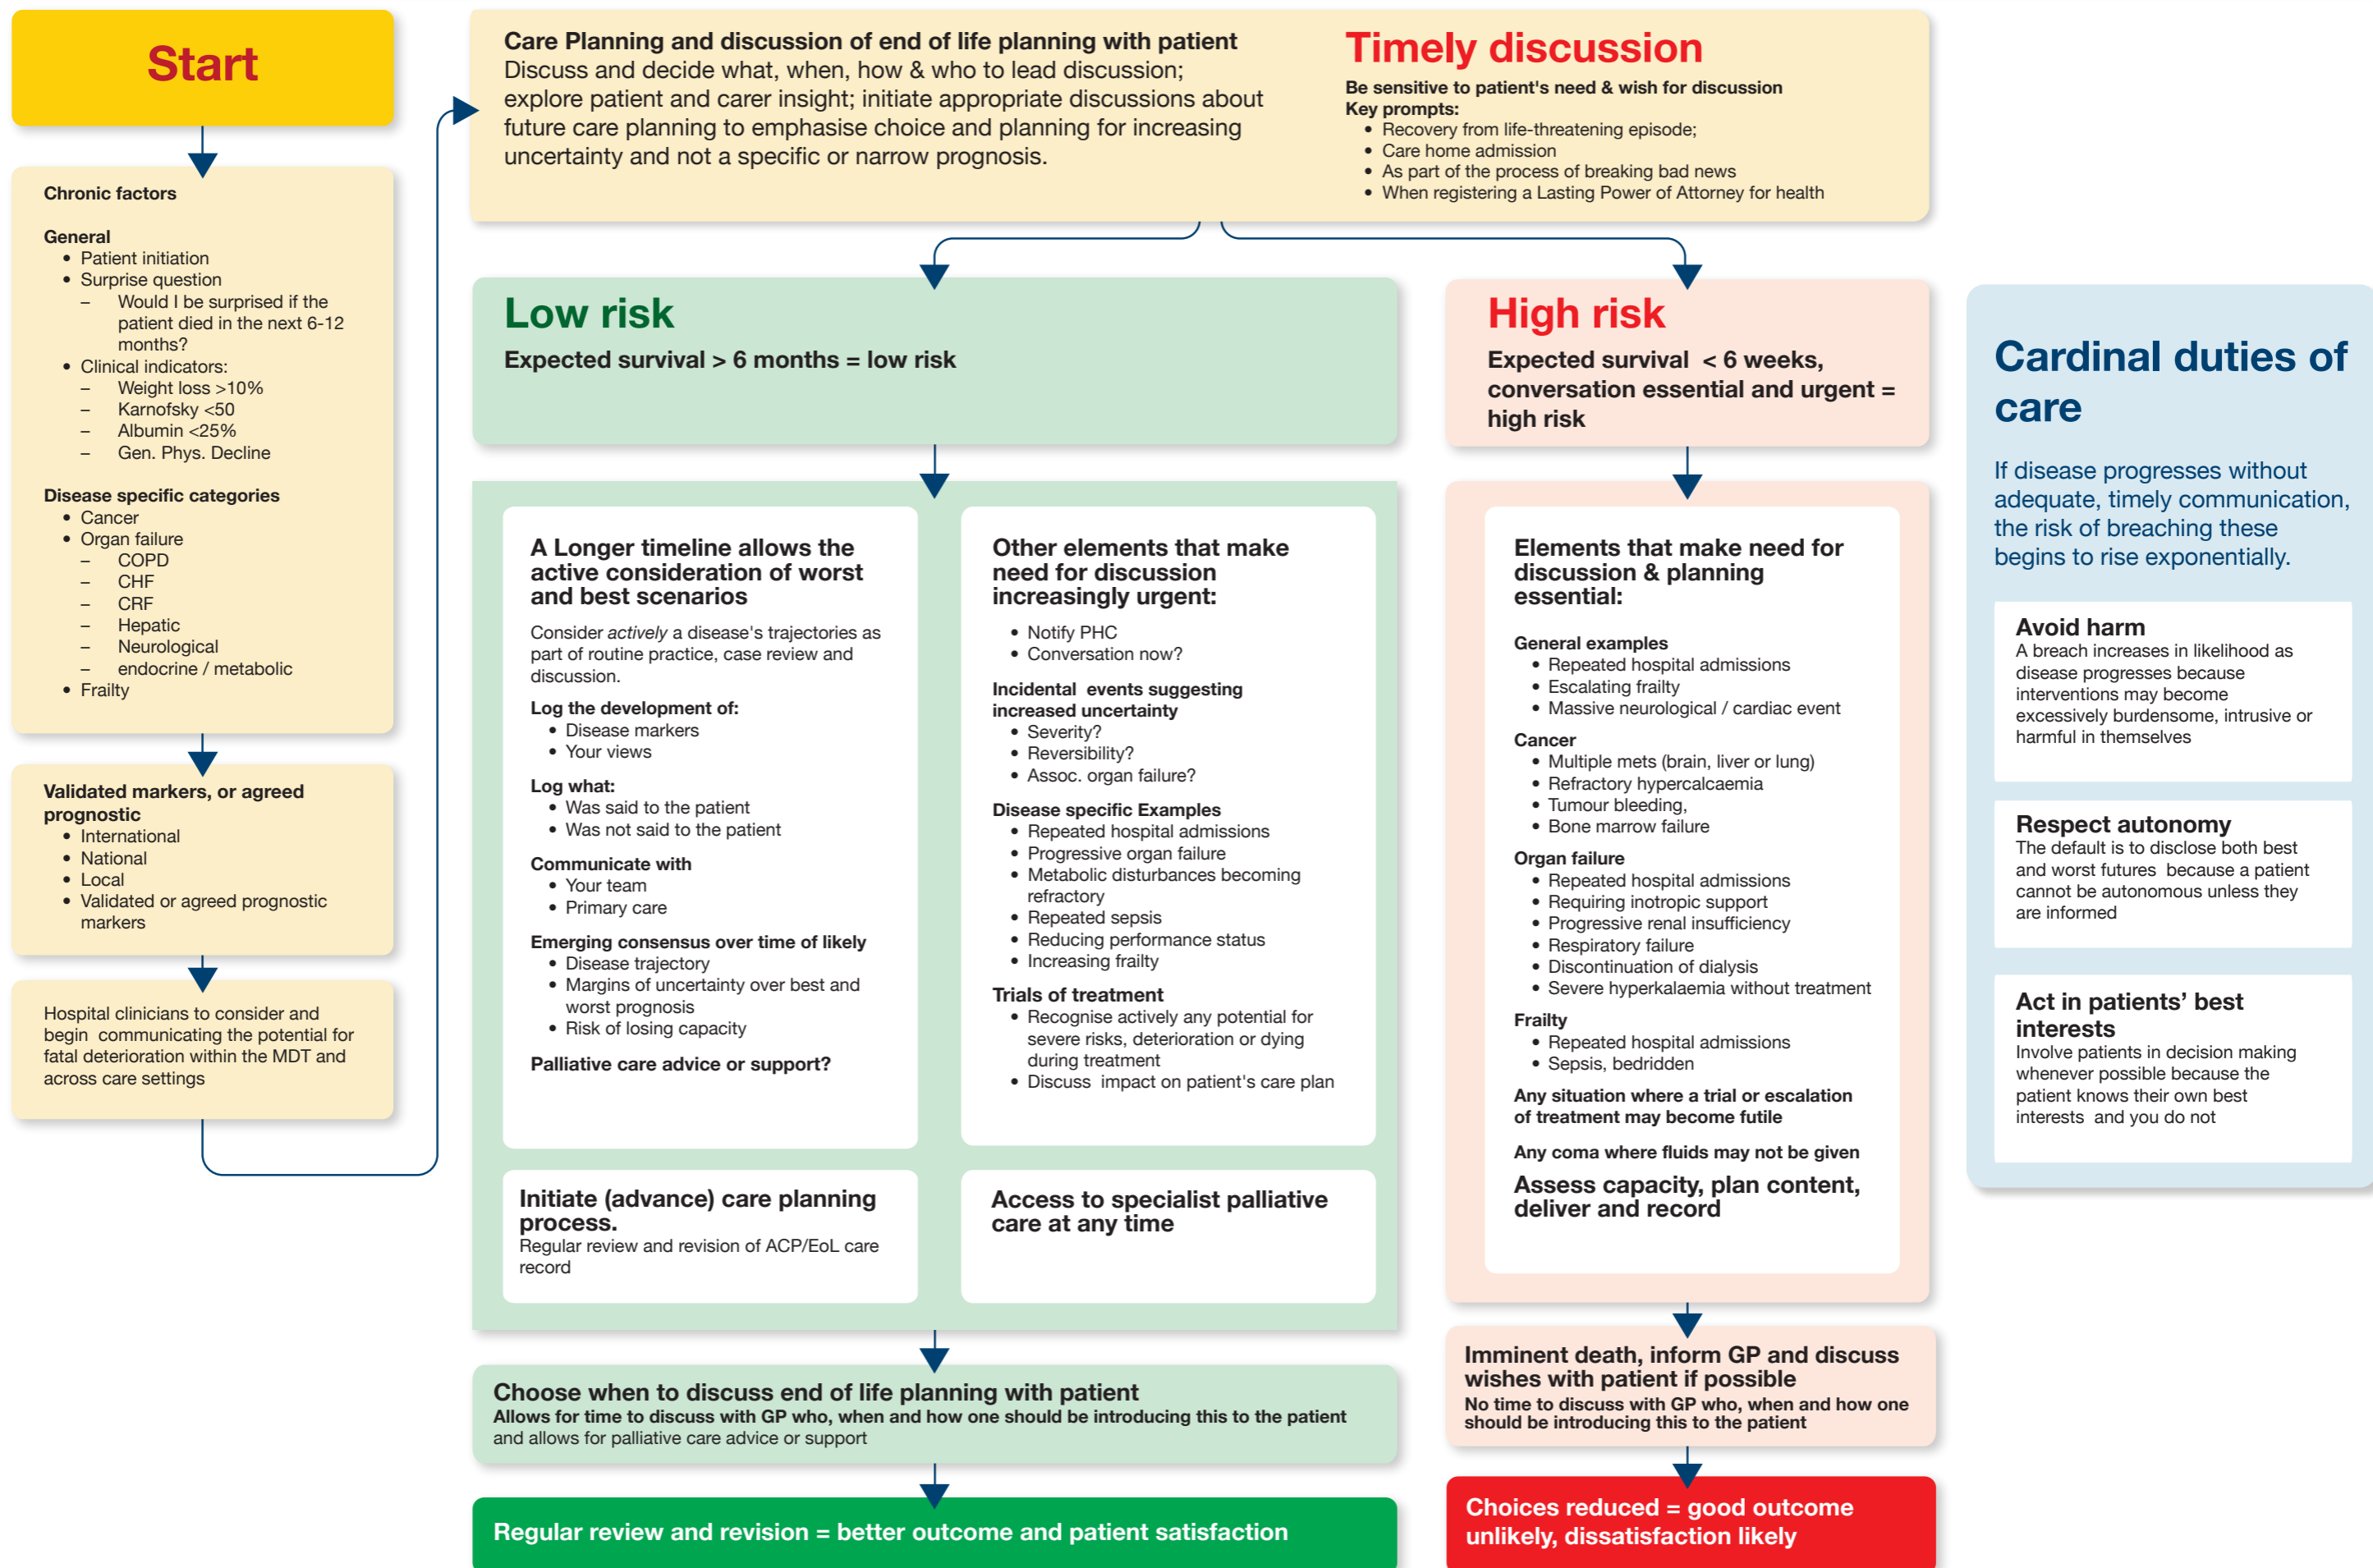 Start
Chronic factors
General
• Patient initiation
• Surprise question
– Would I be surprised if the
patient died in the next 6-12
months?
• Clinical indicators:
– Weight loss >10%
– Karnofsky <50
– Albumin <25%
– Gen. Phys. Decline
Disease specific categories
• Cancer
• Organ failure
– COPD
– CHF
– CRF
– Hepatic
– Neurological
– endocrine / metabolic
• Frailty
Validated markers, or agreed
prognostic
• International
• National
• Local
• Validated or agreed prognostic
markers
Hospital clinicians to consider and
begin communicating the potential for
fatal deterioration within the MDT and
across care settings
Care Planning and discussion of end of life planning with patient
Discuss and decide what, when, how & who to lead discussion;
explore patient and carer insight; initiate appropriate discussions about
future care planning to emphasise choice and planning for increasing
uncertainty and not a specific or narrow prognosis.
Timely discussion
Be sensitive to patient's need & wish for discussion
Key prompts:
• Recovery from life-threatening episode;
• Care home admission
• As part of the process of breaking bad news
• When registering a Lasting Power of Attorney for health
Low risk
Expected survival > 6 months = low risk
A Longer timeline allows the
active consideration of worst
and best scenarios
Consider actively a disease's trajectories as
part of routine practice, case review and
discussion.
Log the development of:
• Disease markers
• Your views
Log what:
• Was said to the patient
• Was not said to the patient
Communicate with
• Your team
• Primary care
Emerging consensus over time of likely
• Disease trajectory
• Margins of uncertainty over best and
worst prognosis
• Risk of losing capacity
Palliative care advice or support?
Other elements that make
need for discussion
increasingly urgent:
• Notify PHC
• Conversation now?
Incidental events suggesting
increased uncertainty
• Severity?
• Reversibility?
• Assoc. organ failure?
Disease specific Examples
• Repeated hospital admissions
• Progressive organ failure
• Metabolic disturbances becoming
refractory
• Repeated sepsis
• Reducing performance status
• Increasing frailty
Trials of treatment
• Recognise actively any potential for
severe risks, deterioration or dying
during treatment
• Discuss impact on patient's care plan
Initiate (advance) care planning
process.
Regular review and revision of ACP/EoL care
record
Access to specialist palliative
care at any time
Choose when to discuss end of life planning with patient
Allows for time to discuss with GP who, when and how one should be introducing this to the patient
and allows for palliative care advice or support
Regular review and revision = better outcome and patient satisfaction
High risk
Expected survival < 6 weeks,
conversation essential and urgent =
high risk
Elements that make need for
discussion & planning
essential:
General examples
• Repeated hospital admissions
• Escalating frailty
• Massive neurological / cardiac event
Cancer
• Multiple mets (brain, liver or lung)
• Refractory hypercalcaemia
• Tumour bleeding,
• Bone marrow failure
Organ failure
• Repeated hospital admissions
• Requiring inotropic support
• Progressive renal insufficiency
• Respiratory failure
• Discontinuation of dialysis
• Severe hyperkalaemia without treatment
Frailty
• Repeated hospital admissions
• Sepsis, bedridden
Any situation where a trial or escalation
of treatment may become futile
Any coma where fluids may not be given
Assess capacity, plan content,
deliver and record
Imminent death, inform GP and discuss
wishes with patient if possible
No time to discuss with GP who, when and how one
should be introducing this to the patient
Choices reduced = good outcome
unlikely, dissatisfaction likely
Cardinal duties of
care
If disease progresses without
adequate, timely communication,
the risk of breaching these
begins to rise exponentially.
Avoid harm
A breach increases in likelihood as
disease progresses because
interventions may become
excessively burdensome, intrusive or
harmful in themselves
Respect autonomy
The default is to disclose both best
and worst futures because a patient
cannot be autonomous unless they
are informed
Act in patients’ best
interests
Involve patients in decision making
whenever possible because the
patient knows their own best
interests and you do not